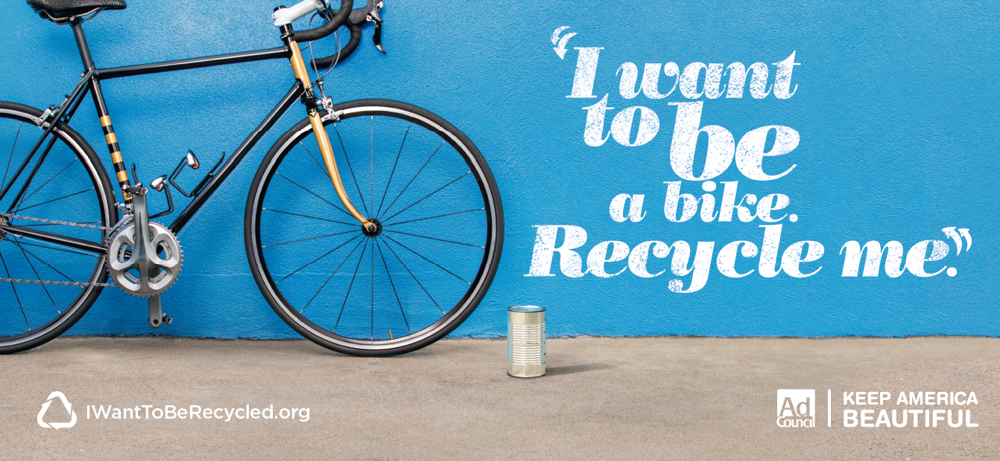 “I want
to be
a bike.
Recycle me.”
IWantToBeRecycled.org
Ad
Council
KEEP AMERICA
BEAUTIFUL